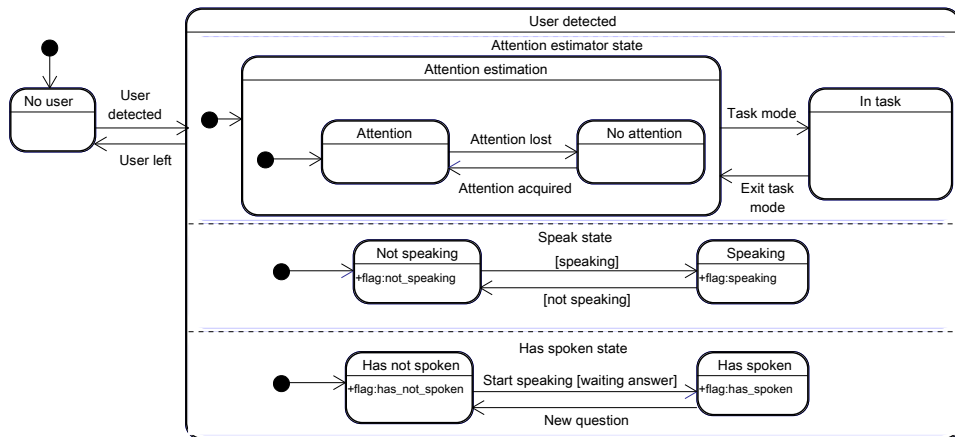 User detected
Attention estimator state
Attention estimation
No user
User
detected
User left
Attention
Attention lost
No attention
Attention acquired
Task mode
In task
Exit task
mode
Speak state
Not speaking
+flag:not_speaking
[speaking]
[not speaking]
Speaking
+flag:speaking
Has spoken state
Has not spoken
+flag:has_not_spoken
Start speaking [waiting answer]
New question
Has spoken
+flag:has_spoken